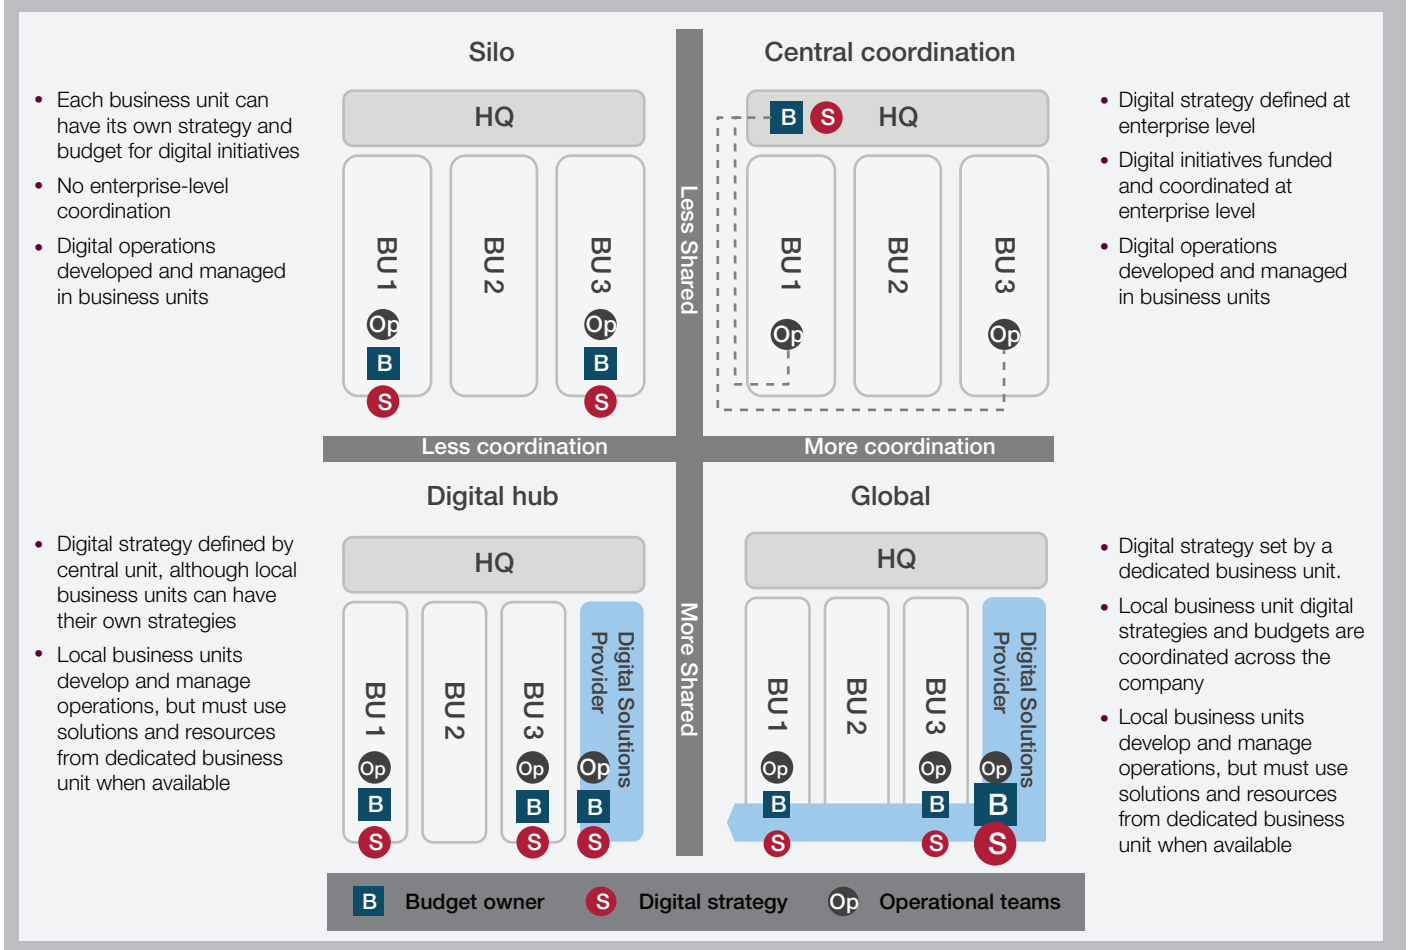 Silo
• Each business unit can
have its own strategy and
budget for digital initiatives
• No enterprise-level
coordination
• Digital operations
developed and managed
in business units
HQ
BU 1
BU 2
BU 3
Op
B
S
Op
B
S
Less Shared
Central coordination
B
S
HQ
BU 1
BU 2
BU 3
Op
Op
• Digital strategy defined at
enterprise level
• Digital initiatives funded
and coordinated at
enterprise level
• Digital operations
developed and managed
in business units
Less coordination
More coordination
Digital hub
• Digital strategy defined by
central unit, although local
business units can have
their own strategies
• Local business units
develop and manage
operations, but must use
solutions and resources
from dedicated business
unit when available
HQ
BU 1
BU 2
BU 3
Digital Solutions
Provider
Op
B
S
Op
B
S
Op
B
S
More Shared
Global
HQ
BU 1
BU 2
BU 3
Digital Solutions
Provider
Op
B
S
Op
B
S
Op
B
S
• Digital strategy set by a
dedicated business unit.
• Local business unit digital
strategies and budgets are
coordinated across the
company
• Local business units
develop and manage
operations, but must use
solutions and resources
from dedicated business
unit when available
B Budget owner
S Digital strategy
Op Operational teams